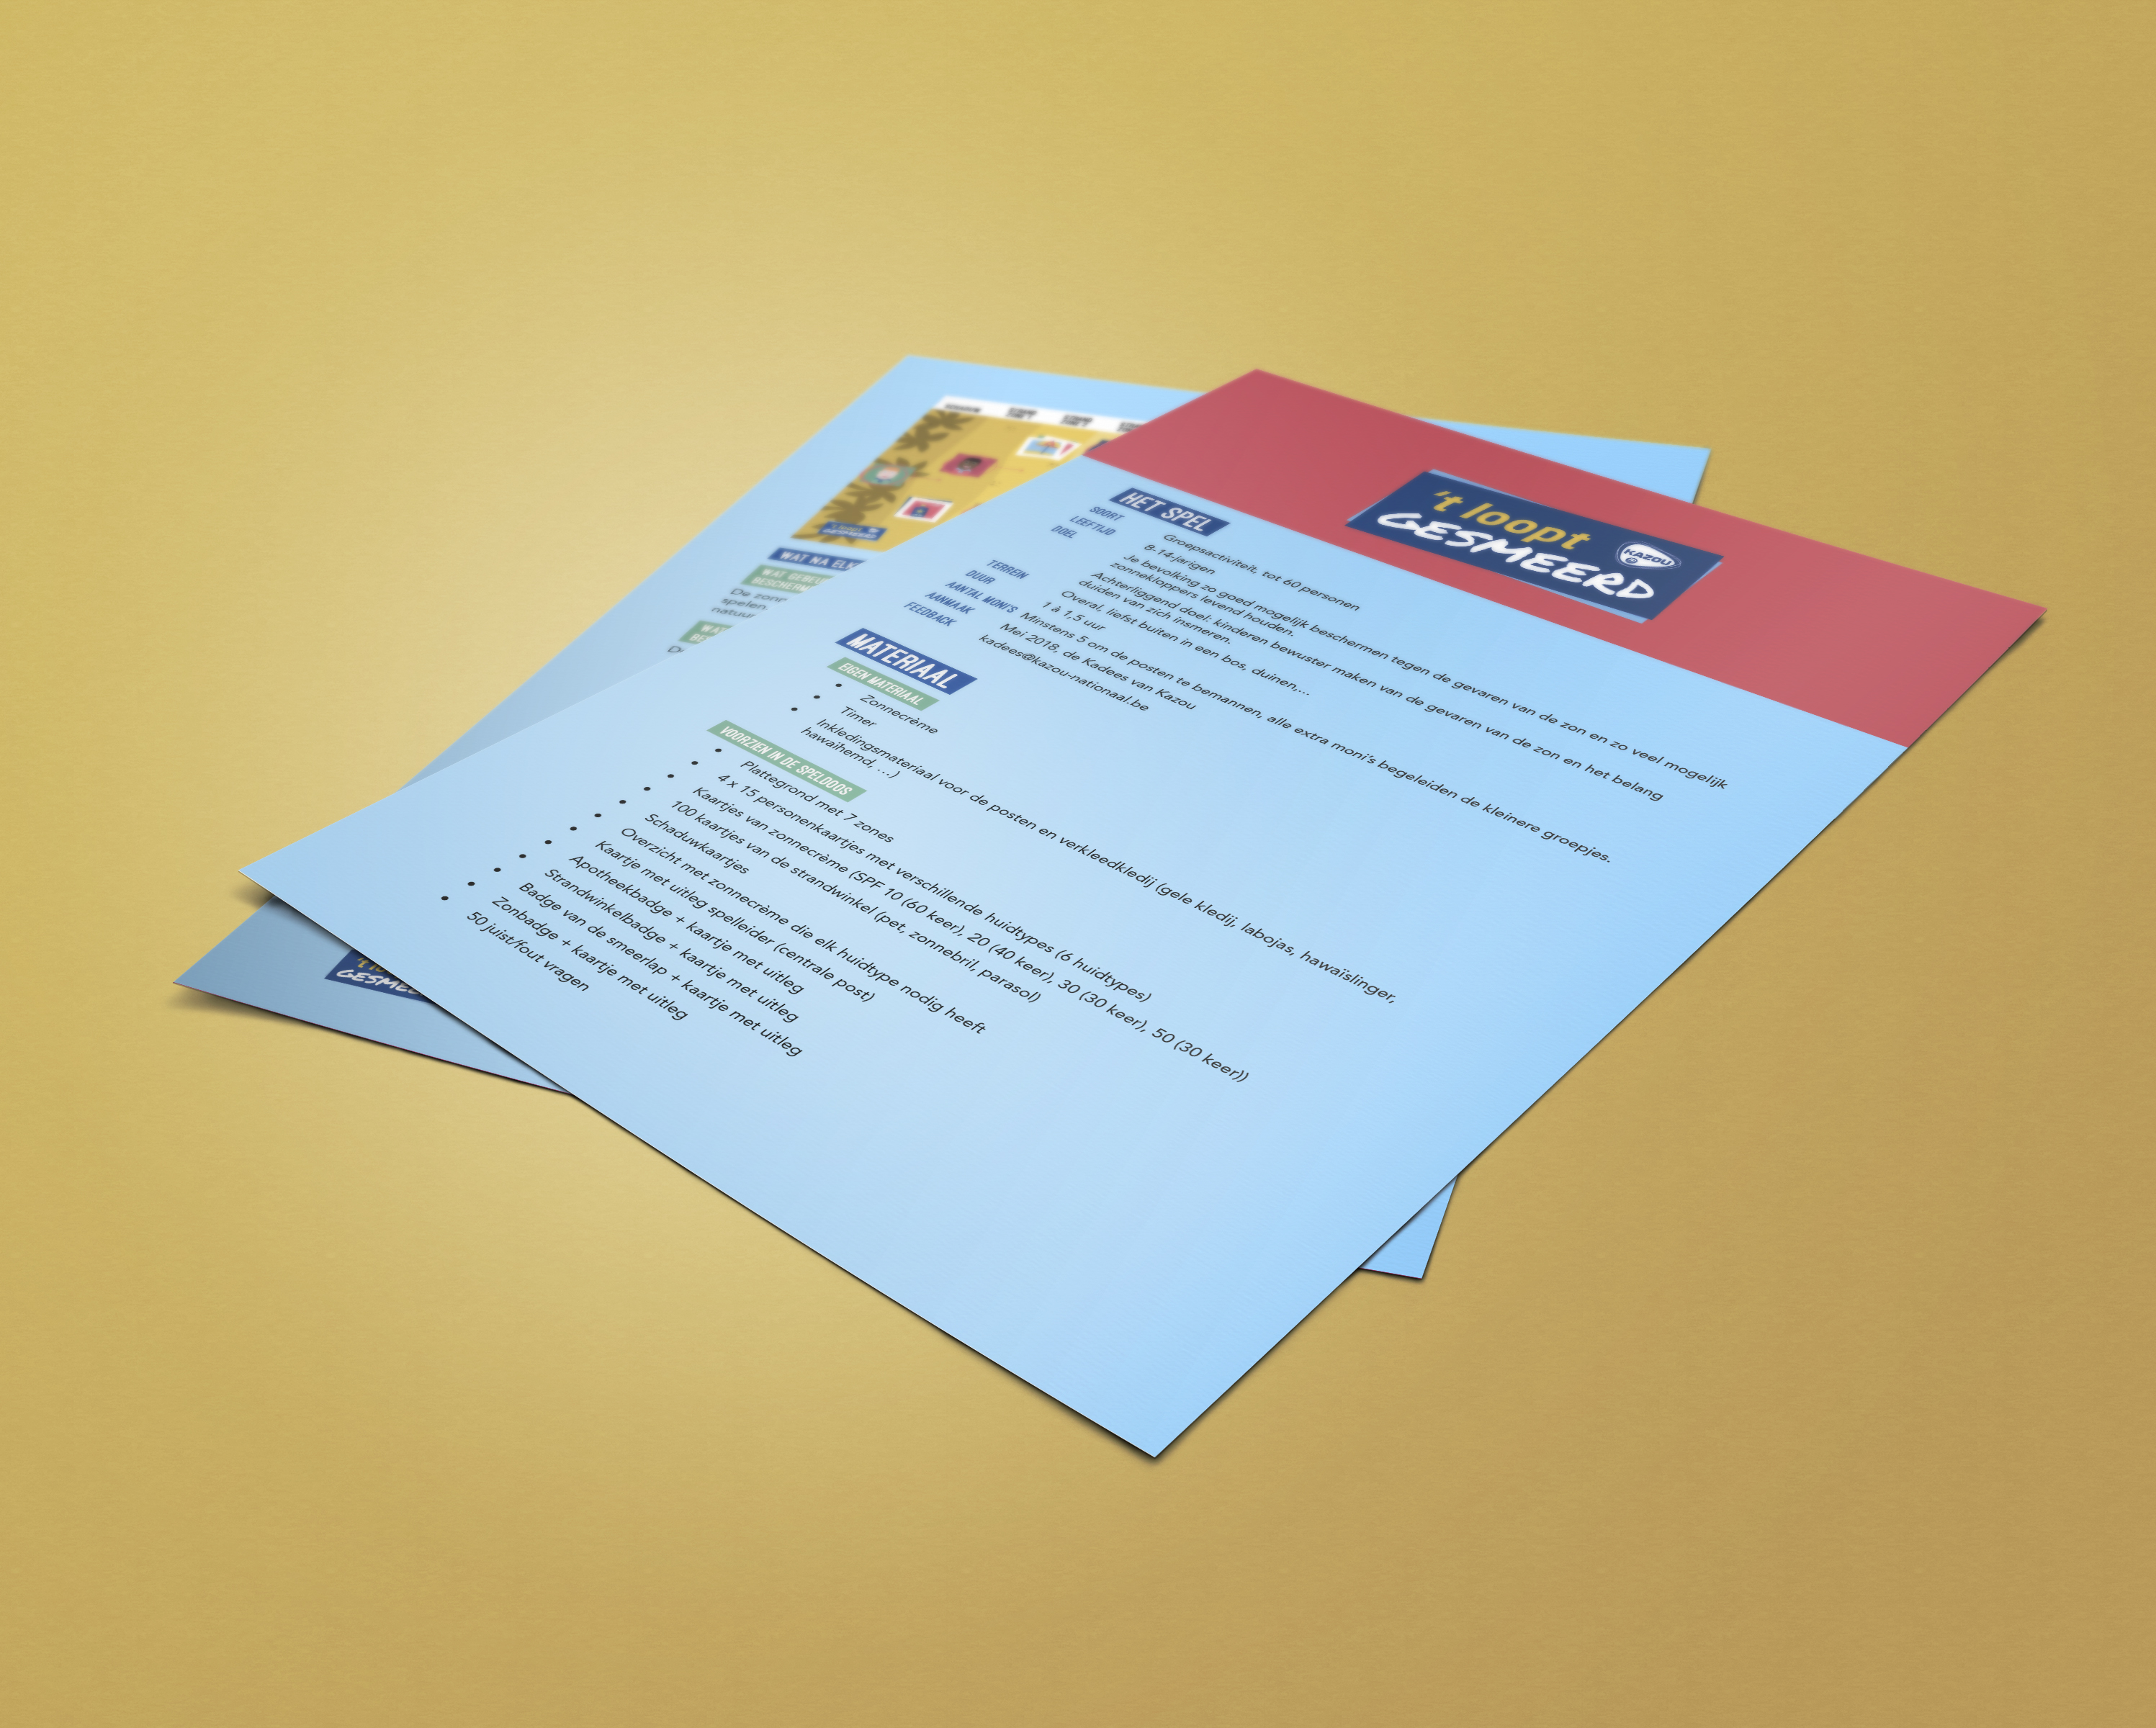 't loopt
GESMEERD
KAZOU
HET SPEL
SOORT Groepsactiviteit, tot 60 personen
LEEFTIJD 8-14-jarigen
DOEL Je bevolking zo goed mogelijk beschermen tegen de gevaren van de zon en zo veel mogelijk
zonnekloppers levend houden.
Achterliggend doel: kinderen bewuster maken van de gevaren van de zon en het belang
duiden van zich insmeren.
TERREIN Overal, liefst buiten in een bos, duinen,...
DUUR 1 à 1,5 uur
AANTAL MONI'S Minstens 5 om de posten te bemannen, alle extra moni's begeleiden de kleinere groepjes.
AANMAAK Mei 2018, de Kadees van Kazou
FEEDBACK kadees@kazou-nationaal.be
MATERIAAL
EIGEN MATERIAAL
• Zonnecrème
• Timer
• Inkledingsmateriaal voor de posten en verkleedkledij (gele kledij, labojas, hawaïslinger,
hawaïhemd, ...)
VOORZIEN IN DE SPELDOOS
• Plattegrond met 7 zones
• 4 x 15 personenkaartjes met verschillende huidtypes (6 huidtypes)
• Kaartjes van zonnecrème (SPF 10 (60 keer), 20 (40 keer), 30 (30 keer), 50 (30 keer))
• 100 kaartjes van de strandwinkel (pet, zonnebril, parasol)
• Schaduwkaartjes
• Overzicht met zonnecrème die elk huidtype nodig heeft
• Kaartje met uitleg spelleider (centrale post)
• Apotheekbadge + kaartje met uitleg
• Strandwinkelbadge + kaartje met uitleg
• Badge van de smeerlap + kaartje met uitleg
• Zonbadge + kaartje met uitleg
• 50 juist/fout vragen
WAT NA ELK
WAT GEBEU
BESCHERM
De zon
spelen
natuur
WAT
BE